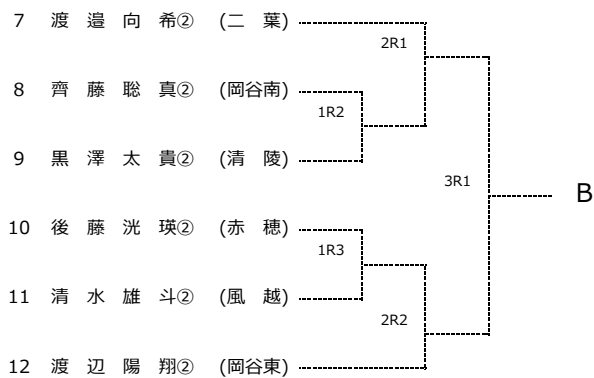 7 渡 邉 向 希② (二 葉)
2R1
8 齊 藤 聡 真② (岡谷南)
1R2
9 黒 澤 太 貴② (清 陵)
3R1
B
10 後 藤 洸 瑛② (赤 穂)
1R3
11 清 水 雄 斗② (風 越)
2R2
12 渡 辺 陽 翔② (岡谷東)